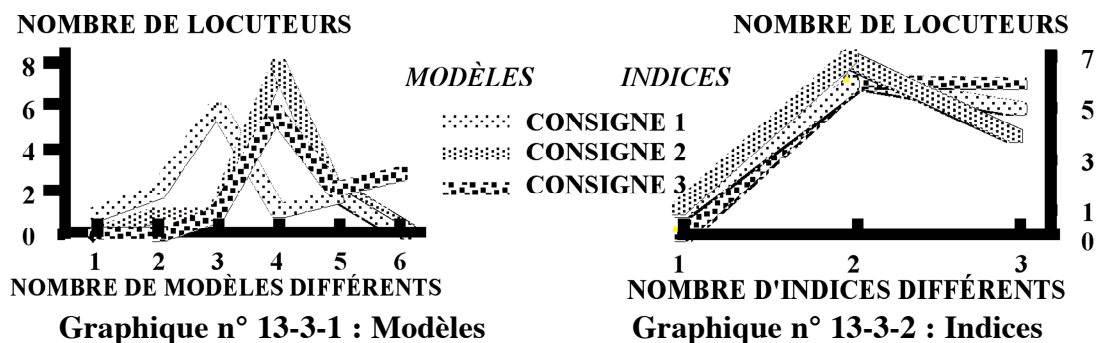 NOMBRE DE LOCUTEURS
8
6
4
2
0
1 2 3 4 5 6
NOMBRE DE MODÈLES DIFFÉRENTS
Graphique n° 13-3-1 : Modèles
MODÈLES INDICES
CONSIGNE 1
CONSIGNE 2
CONSIGNE 3
NOMBRE DE LOCUTEURS
7
5
3
1
0
1 2 3
NOMBRE D'INDICES DIFFÉRENTS
Graphique n° 13-3-2 : Indices